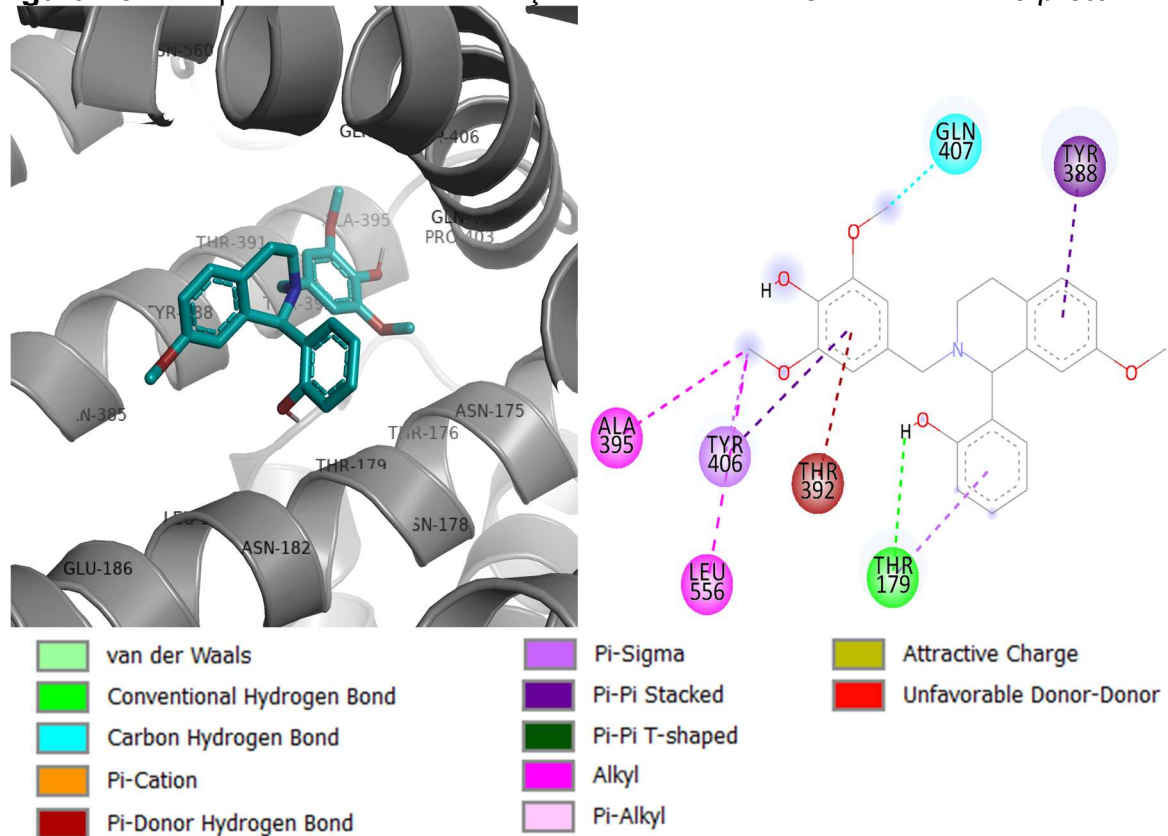 ALA-395
THR-391
PRO-403
ASN-175
THR-176
THR-179
ASN-182
GLU-186
GLN
407
TYR
388
O
H O
O
N
O
ALA
395
TYR
406
THR
392
H O
LEU
556
THR
179
van der Waals
Conventional Hydrogen Bond
Carbon Hydrogen Bond
Pi-Cation
Pi-Donor Hydrogen Bond
Pi-Sigma
Pi-Pi Stacked
Pi-Pi T-shaped
Alkyl
Pi-Alkyl
Attractive Charge
Unfavorable Donor-Donor